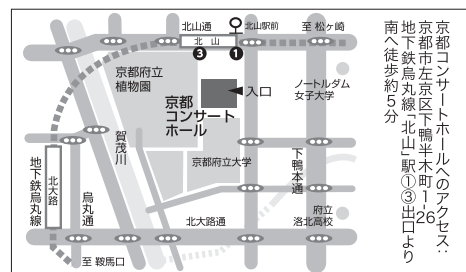 京都コンサートホールへのアクセス：
京都市左京区下鴨半木町1-26
地下鉄烏丸線「北山」駅①③出口より
南へ徒歩約5分
北山通
北山駅前
至 松ヶ崎
北 山
❸
❶
京都府立
植物園
入口
京都
コンサート
ホール
ノートルダム
女子大学
賀茂川
京都府立大学
下鴨本通
地下鉄烏丸線
北大路
烏丸通
北大路通
府立
洛北高校
至 鞍馬口